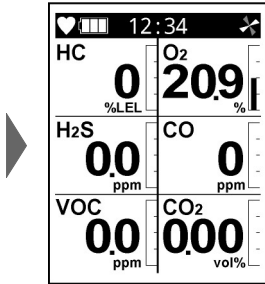 12:34
HC O2
0 20.9
%LEL %
H2S CO
0.0 0
ppm ppm
VOC CO2
0.0 0.00
ppm vol%